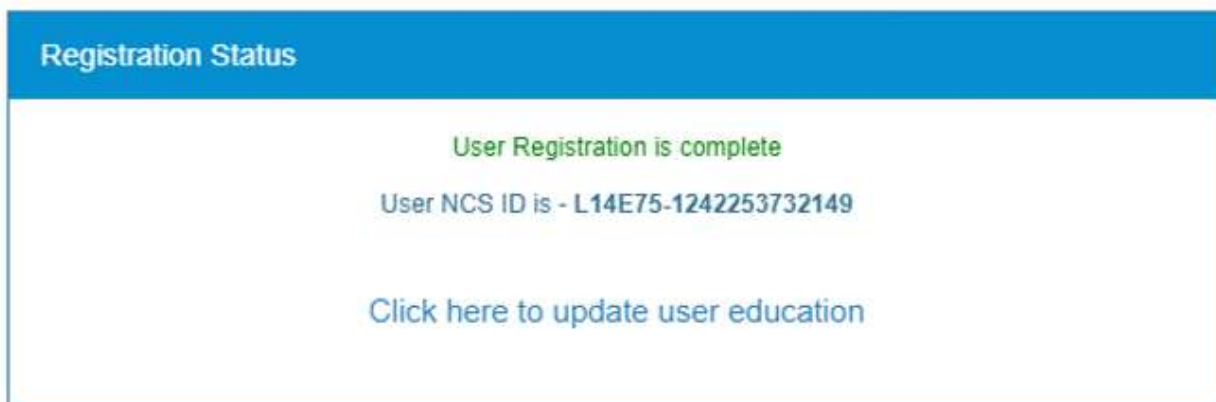 Registration Status
User Registration is complete
User NCS ID is - L14E75-1242253732149
Click here to update user education